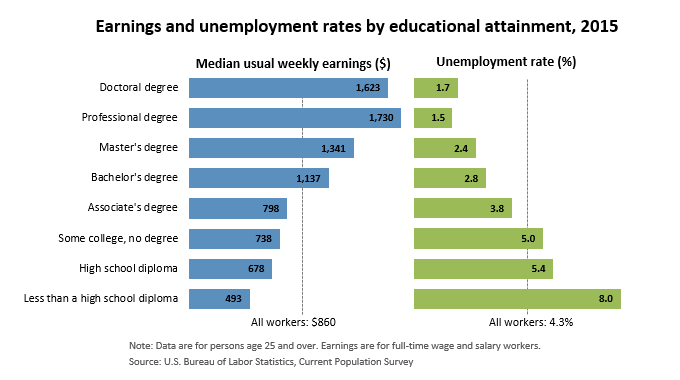 Earnings and unemployment rates by educational attainment, 2015
Median usual weekly earnings ($)
Unemployment rate (%)
Doctoral degree 1,623 1.7
Professional degree 1,730 1.5
Master's degree 1,341 2.4
Bachelor's degree 1,137 2.8
Associate's degree 798 3.8
Some college, no degree 738 5.0
High school diploma 678 5.4
Less than a high school diploma 493 8.0
All workers: $860
All workers: 4.3%
Note: Data are for persons age 25 and over. Earnings are for full-time wage and salary workers.
Source: U.S. Bureau of Labor Statistics, Current Population Survey